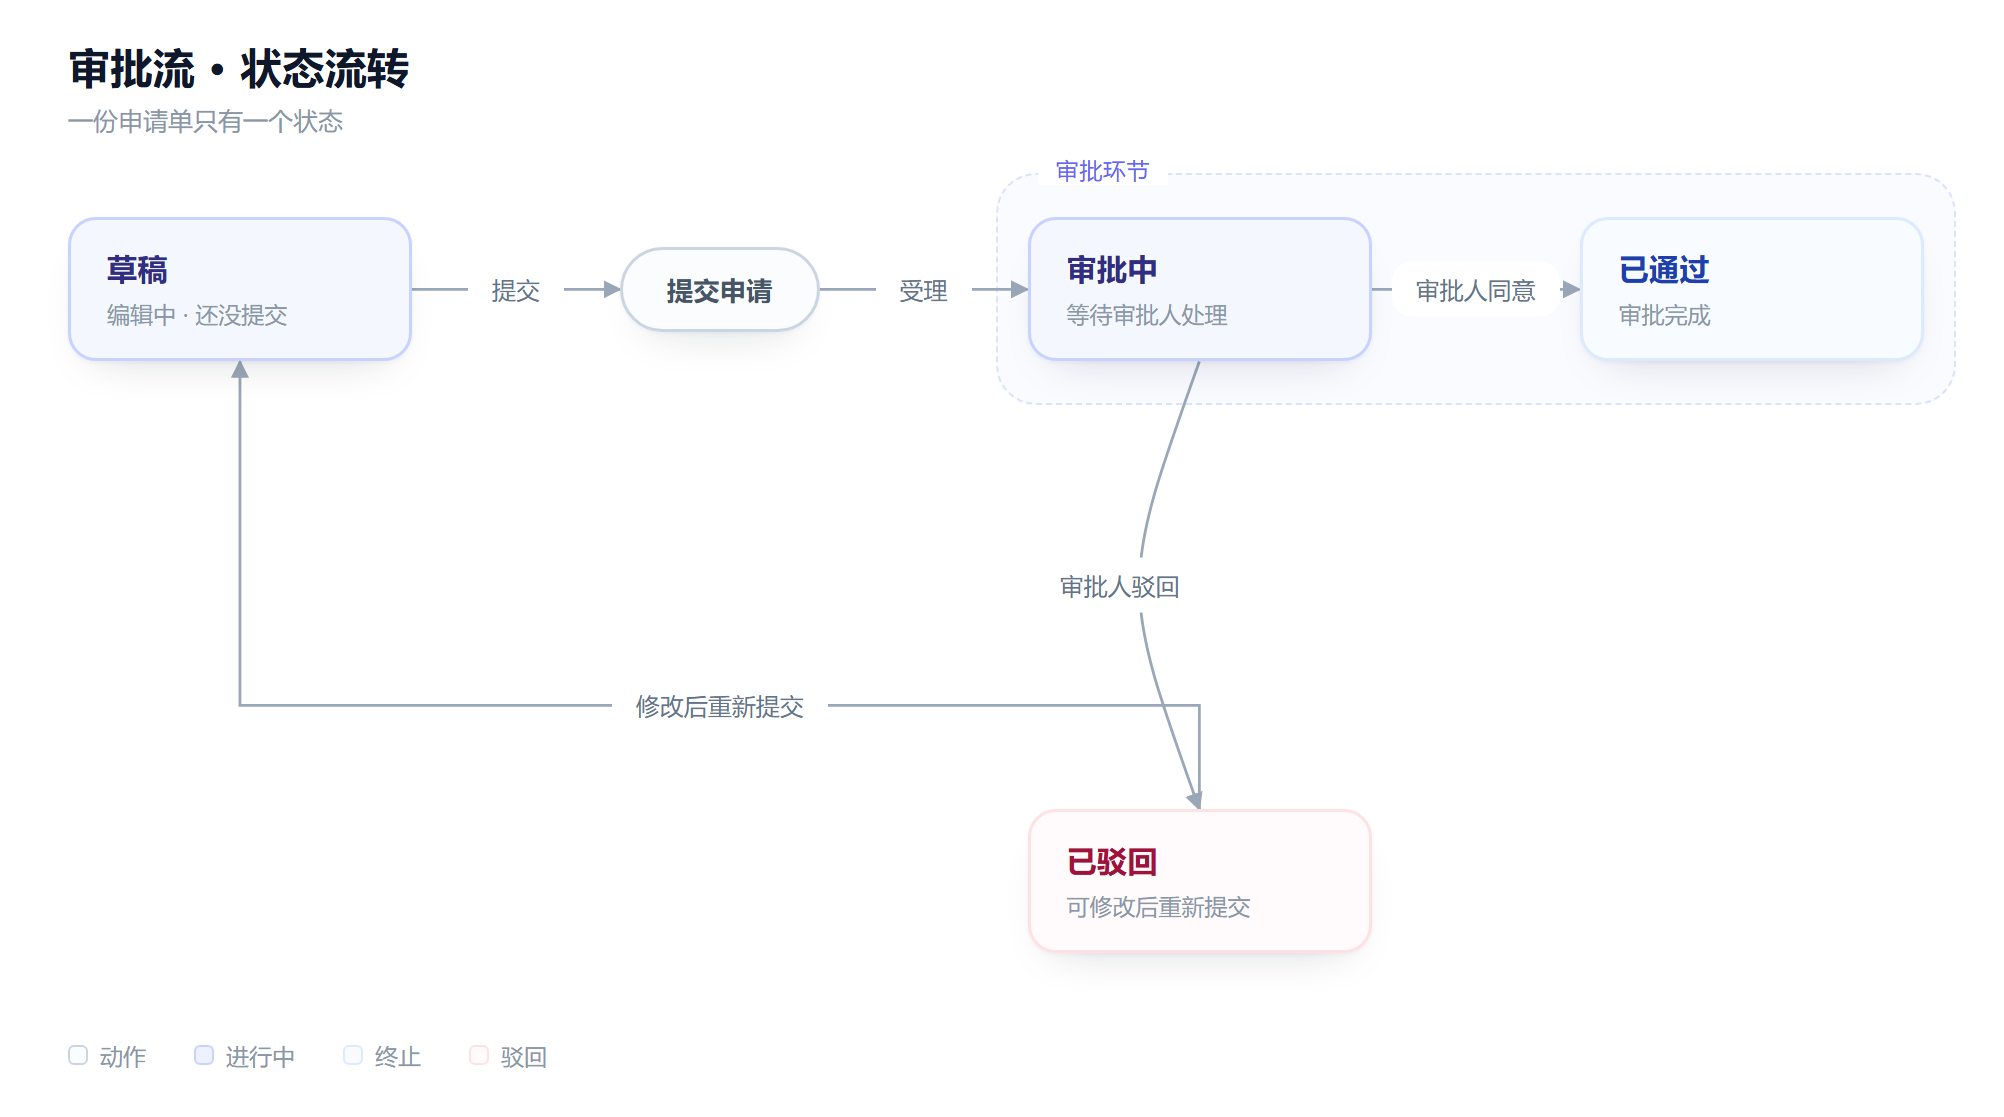 审批流 · 状态流转
一份申请单只有一个状态
审批环节
草稿
编辑中 · 还没提交
提交
提交申请
受理
审批中
等待审批人处理
审批人同意
已通过
审批完成
审批人驳回
修改后重新提交
已驳回
可修改后重新提交
动作
进行中
终止
驳回